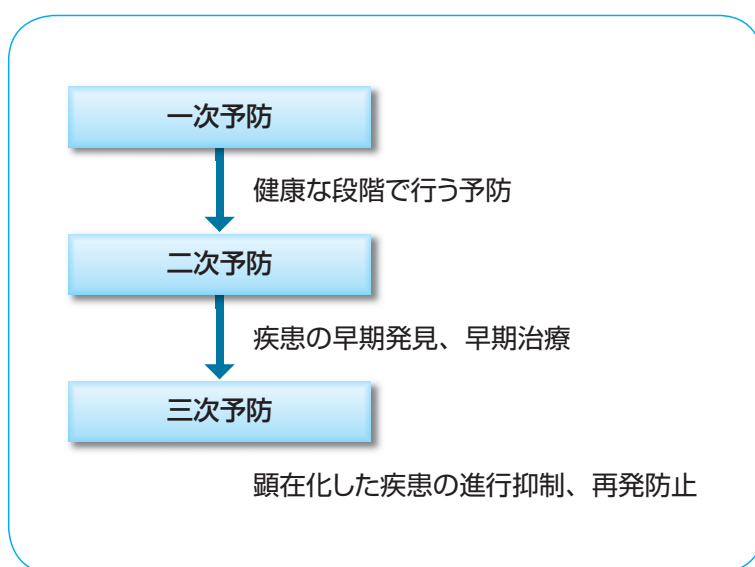 一次予防
健康な段階で行う予防
二次予防
疾患の早期発見、早期治療
三次予防
顕在化した疾患の進行抑制、再発防止